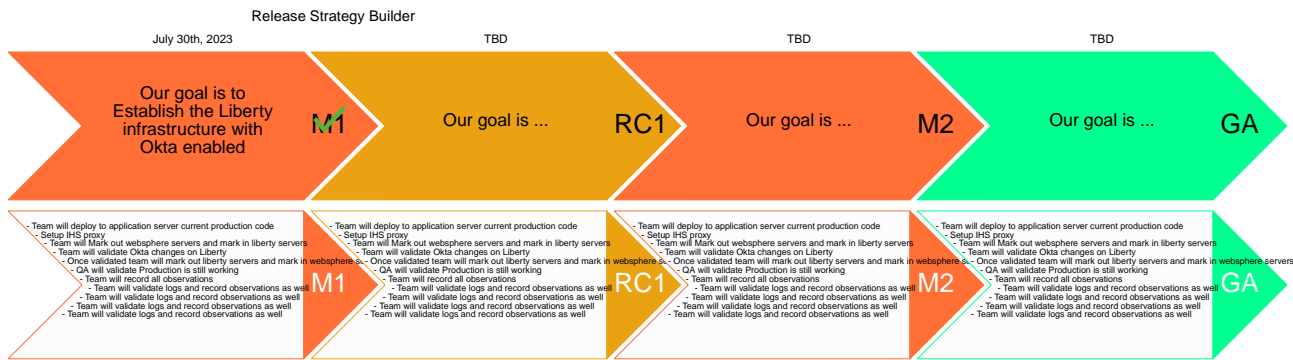 Release Strategy Builder
July 30th, 2023
TBD
TBD
TBD
Our goal is to
Establish the Liberty
infrastructure with
Okta enabled
M1
Our goal is ...
RC1
Our goal is ...
M2
Our goal is ...
GA
- Team will deploy to application server current production code
- Setup IHS proxy
- Team will Mark out websphere servers and mark in liberty servers
- Team will validate Okta changes on Liberty
- Once validated team will mark out liberty servers and mark in websphere s
- QA will validate Production is still working
- Team will record all observations
- Team will validate logs and record observations as well
- Team will validate logs and record observations as well
- Team will validate logs and record observations as well
- Team will validate logs and record observations as well
M1
- Team will deploy to application server current production code
- Setup IHS proxy
- Team will Mark out websphere servers and mark in liberty servers
- Team will validate Okta changes on Liberty
- Once validated team will mark out liberty servers and mark in websphere s
- QA will validate Production is still working
- Team will record all observations
- Team will validate logs and record observations as well
- Team will validate logs and record observations as well
- Team will validate logs and record observations as well
- Team will validate logs and record observations as well
RC1
- Team will deploy to application server current production code
- Setup IHS proxy
- Team will Mark out websphere servers and mark in liberty servers
- Team will validate Okta changes on Liberty
- Once validated team will mark out liberty servers and mark in websphere s
- QA will validate Production is still working
- Team will record all observations
- Team will validate logs and record observations as well
- Team will validate logs and record observations as well
- Team will validate logs and record observations as well
- Team will validate logs and record observations as well
M2
- Team will deploy to application server current production code
- Setup IHS proxy
- Team will Mark out websphere servers and mark in liberty servers
- Team will validate Okta changes on Liberty
- Once validated team will mark out liberty servers and mark in websphere servers
- QA will validate Production is still working
- Team will record all observations
- Team will validate logs and record observations as well
- Team will validate logs and record observations as well
- Team will validate logs and record observations as well
- Team will validate logs and record observations as well
GA